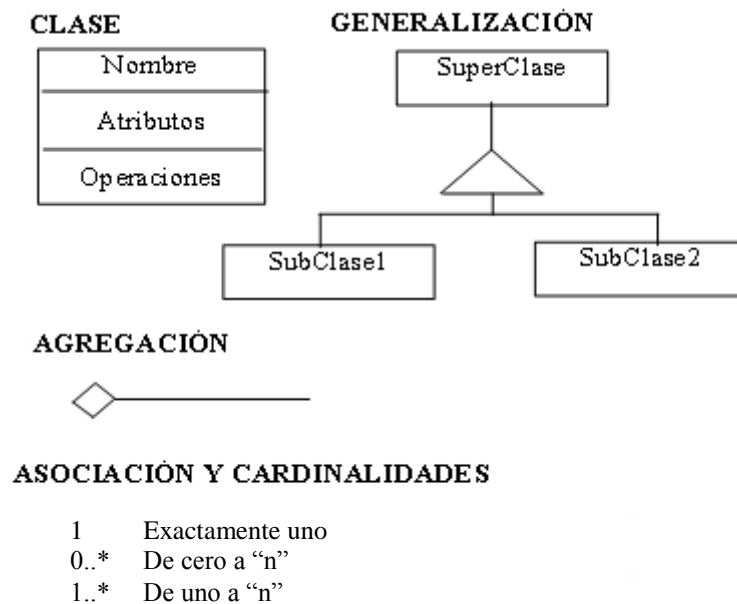 CLASE
GENERALIZACIÓN
Nombre
Atributos
Operaciones
SuperClase
SubClase1
SubClase2
AGREGACIÓN
ASOCIACIÓN Y CARDINALIDADES
1 Exactamente uno
0..* De cero a “n”
1..* De uno a “n”